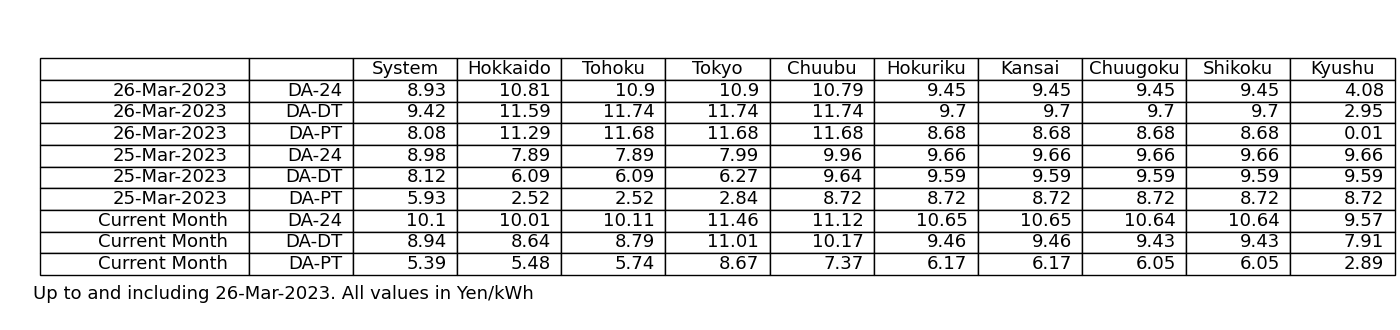 System Hokkaido Tohoku Tokyo Chuubu Hokuriku Kansai Chuugoku Shikoku Kyushu
26-Mar-2023 DA-24 8.93 10.81 10.9 10.9 10.79 9.45 9.45 9.45 9.45 4.08
26-Mar-2023 DA-DT 9.42 11.59 11.74 11.74 11.74 9.7 9.7 9.7 9.7 2.95
26-Mar-2023 DA-PT 8.08 11.29 11.68 11.68 11.68 8.68 8.68 8.68 8.68 0.01
25-Mar-2023 DA-24 8.98 7.89 7.89 7.99 9.96 9.66 9.66 9.66 9.66 9.66
25-Mar-2023 DA-DT 8.12 6.09 6.09 6.27 9.64 9.59 9.59 9.59 9.59 9.59
25-Mar-2023 DA-PT 5.93 2.52 2.52 2.84 8.72 8.72 8.72 8.72 8.72 8.72
Current Month DA-24 10.1 10.01 10.11 11.46 11.12 10.65 10.65 10.64 10.64 9.57
Current Month DA-DT 8.94 8.64 8.79 11.01 10.17 9.46 9.46 9.43 9.43 7.91
Current Month DA-PT 5.39 5.48 5.74 8.67 7.37 6.17 6.17 6.05 6.05 2.89
Up to and including 26-Mar-2023. All values in Yen/kWh